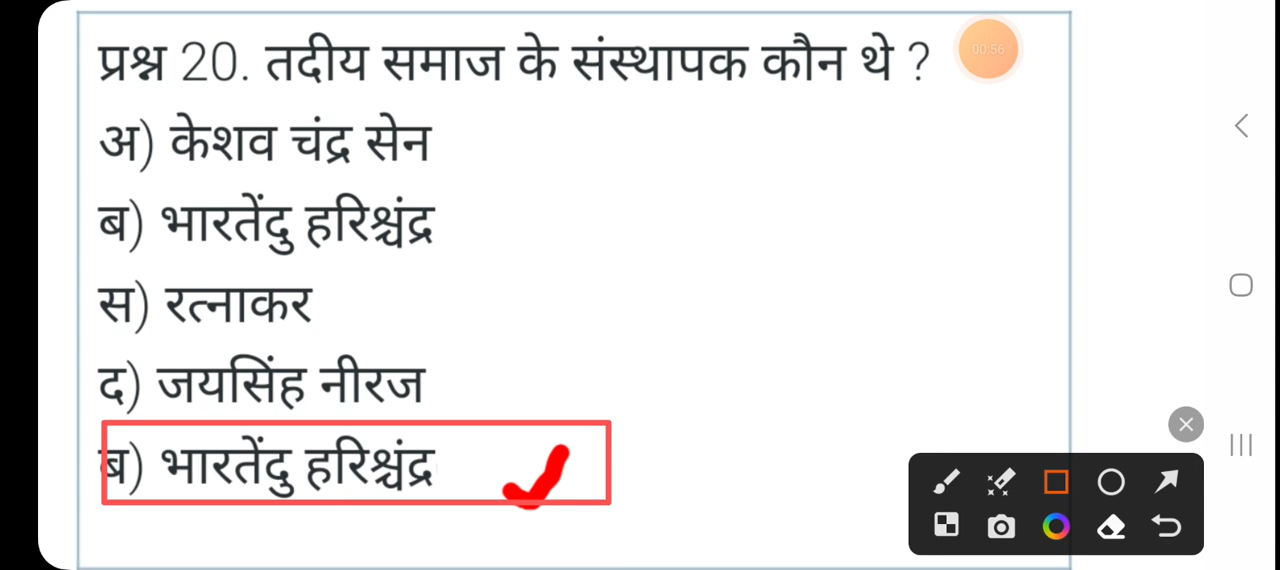 प्रश्न 20. तदीय समाज के संस्थापक कौन थे ?
00:56
अ) केशव चंद्र सेन
ब) भारतेंदु हरिश्चंद्र
स) रत्नाकर
द) जयसिंह नीरज
ब) भारतेंदु हरिश्चंद्र